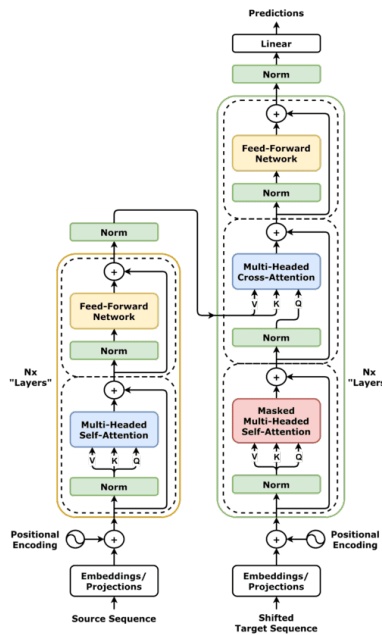 Predictions
Linear
Norm
Feed-Forward
Network
Norm
Multi-Headed
Cross-Attention
V K Q
Norm
Masked
Multi-Headed
Self-Attention
V K Q
Norm
Nx
"Layers"
Positional
Encoding
Embeddings/
Projections
Shifted
Target Sequence
Norm
Feed-Forward
Network
Norm
Nx
"Layers"
Multi-Headed
Self-Attention
V K Q
Norm
Positional
Encoding
Embeddings/
Projections
Source Sequence